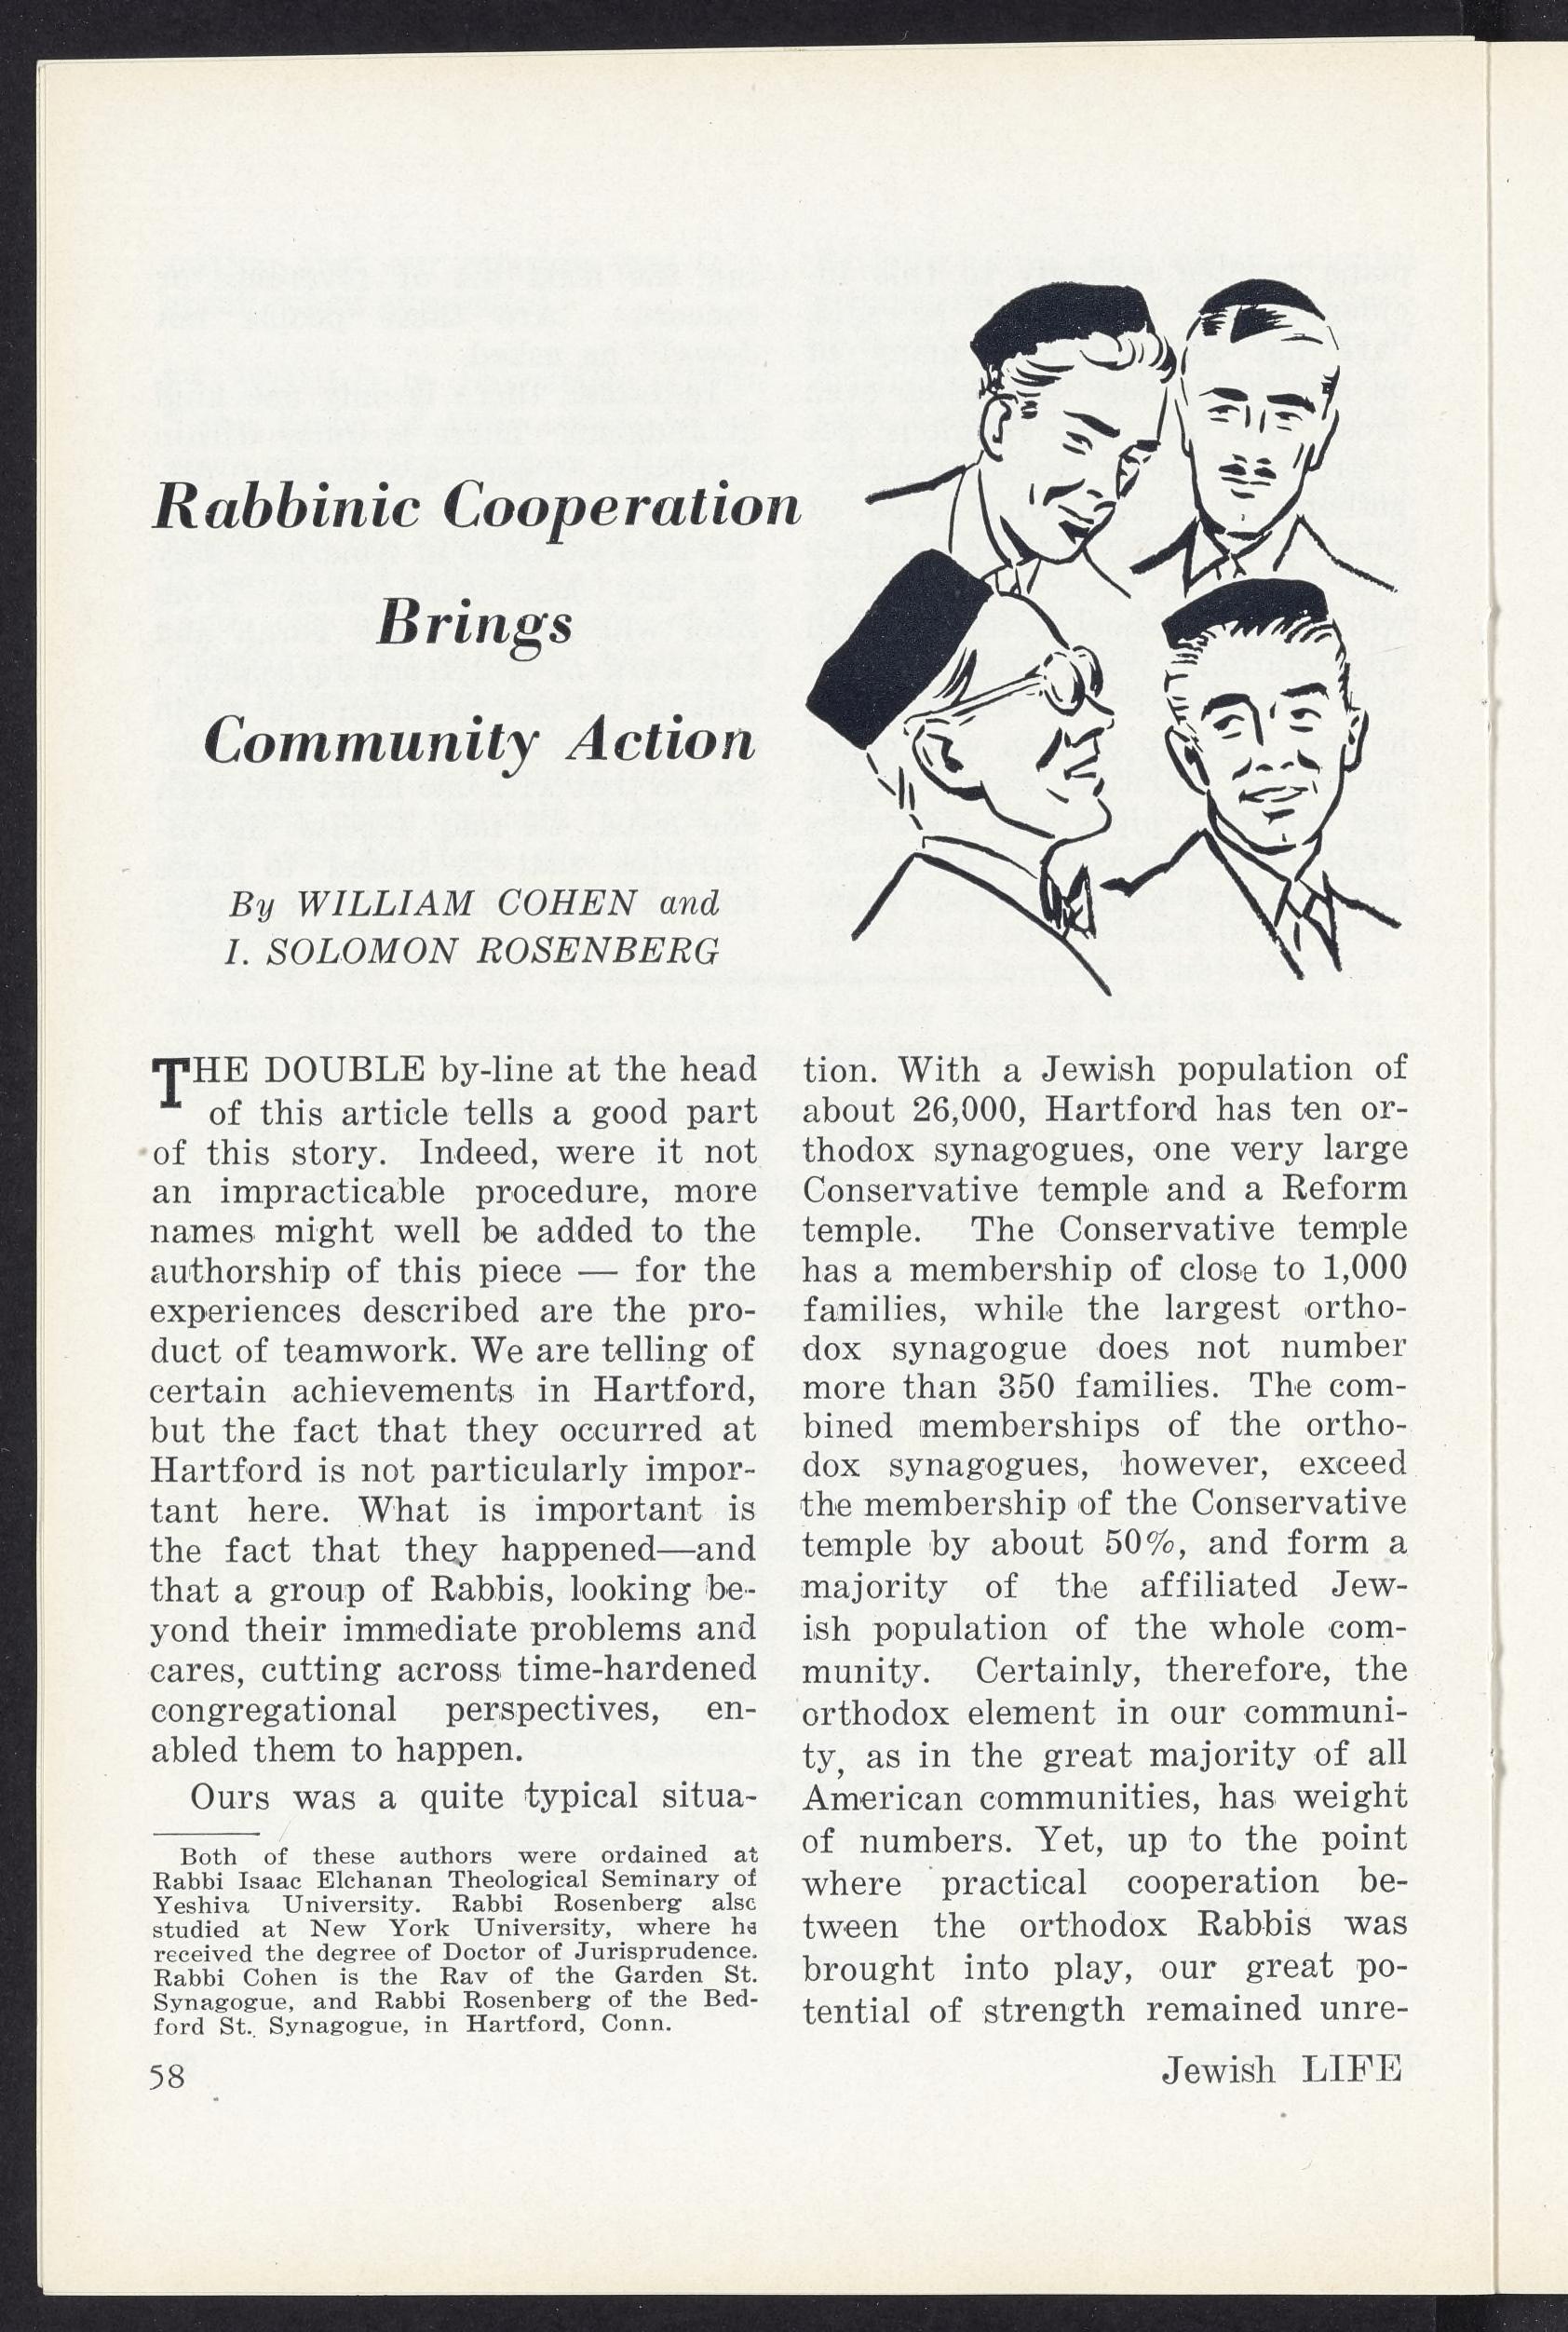 Rabbinic Cooperation
Brings
Community Action
By WILLIAM COHEN and
I. SOLOMON ROSENBERG
THE DOUBLE by-line at the head
of this article tells a good part
of this story. Indeed, were it not
an impracticable procedure, more
names might well be added to the
authorship of this piece — for the
experiences described are the pro-
duct of teamwork. We are telling of
certain achievements in Hartford,
but the fact that they occurred at
Hartford is not particularly impor-
tant here. What is important is
the fact that they happened—and
that a group of Rabbis, looking be-
yond their immediate problems and
cares, cutting across time-hardened
congregational perspectives, en-
abled them to happen.
Ours was a quite typical situa-
Both of these authors were ordained at
Rabbi Isaac Elchanan Theological Seminary of
Yeshiva University. Rabbi Rosenberg also
studied at New York University, where he
received the degree of Doctor of Jurisprudence.
Rabbi Cohen is the Rav of the Garden St.
Synagogue, and Rabbi Rosenberg of the Bed-
ford St. Synagogue, in Hartford, Conn.
tion. With a Jewish population of
about 26,000, Hartford has ten or-
thodox synagogues, one very large
Conservative temple and a Reform
temple. The Conservative temple
has a membership of close to 1,000
families, while the largest ortho-
dox synagogue does not number
more than 350 families. The com-
bined memberships of the ortho-
dox synagogues, however, exceed
the membership of the Conservative
temple by about 50%, and form a
majority of the affiliated Jew-
ish population of the whole com-
munity. Certainly, therefore, the
orthodox element in our communi-
ty, as in the great majority of all
American communities, has weight
of numbers. Yet, up to the point
where practical cooperation be-
tween the orthodox Rabbis was
brought into play, our great po-
tential of strength remained unre-
58
Jewish LIFE